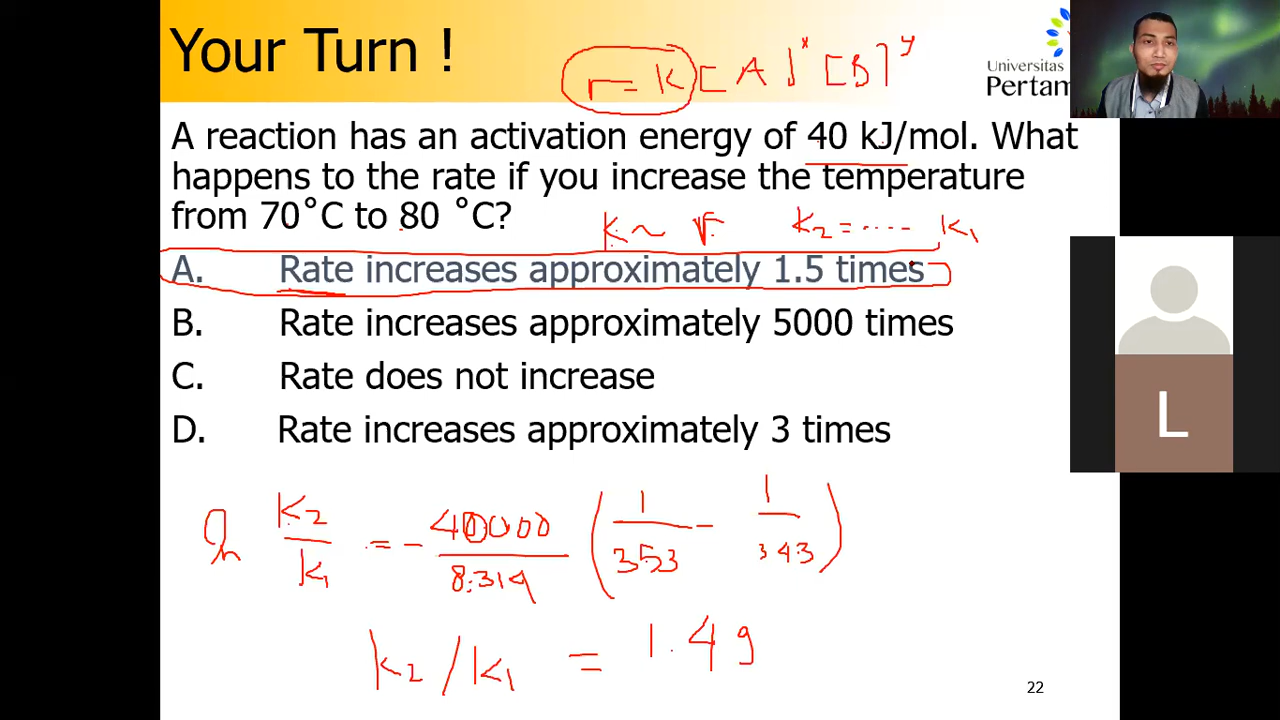 Your Turn !
r = k [A]ˣ [B]ʸ
Universitas
Pertam
A reaction has an activation energy of 40 kJ/mol. What
happens to the rate if you increase the temperature
from 70°C to 80 °C?
k ~ r k₂ = ..... k₁
A. Rate increases approximately 1.5 times
B. Rate increases approximately 5000 times
C. Rate does not increase
D. Rate increases approximately 3 times
L
ln k₂/k₁ = - 40000/8.314 (1/353 - 1/343)
k₂/k₁ = 1.49
22